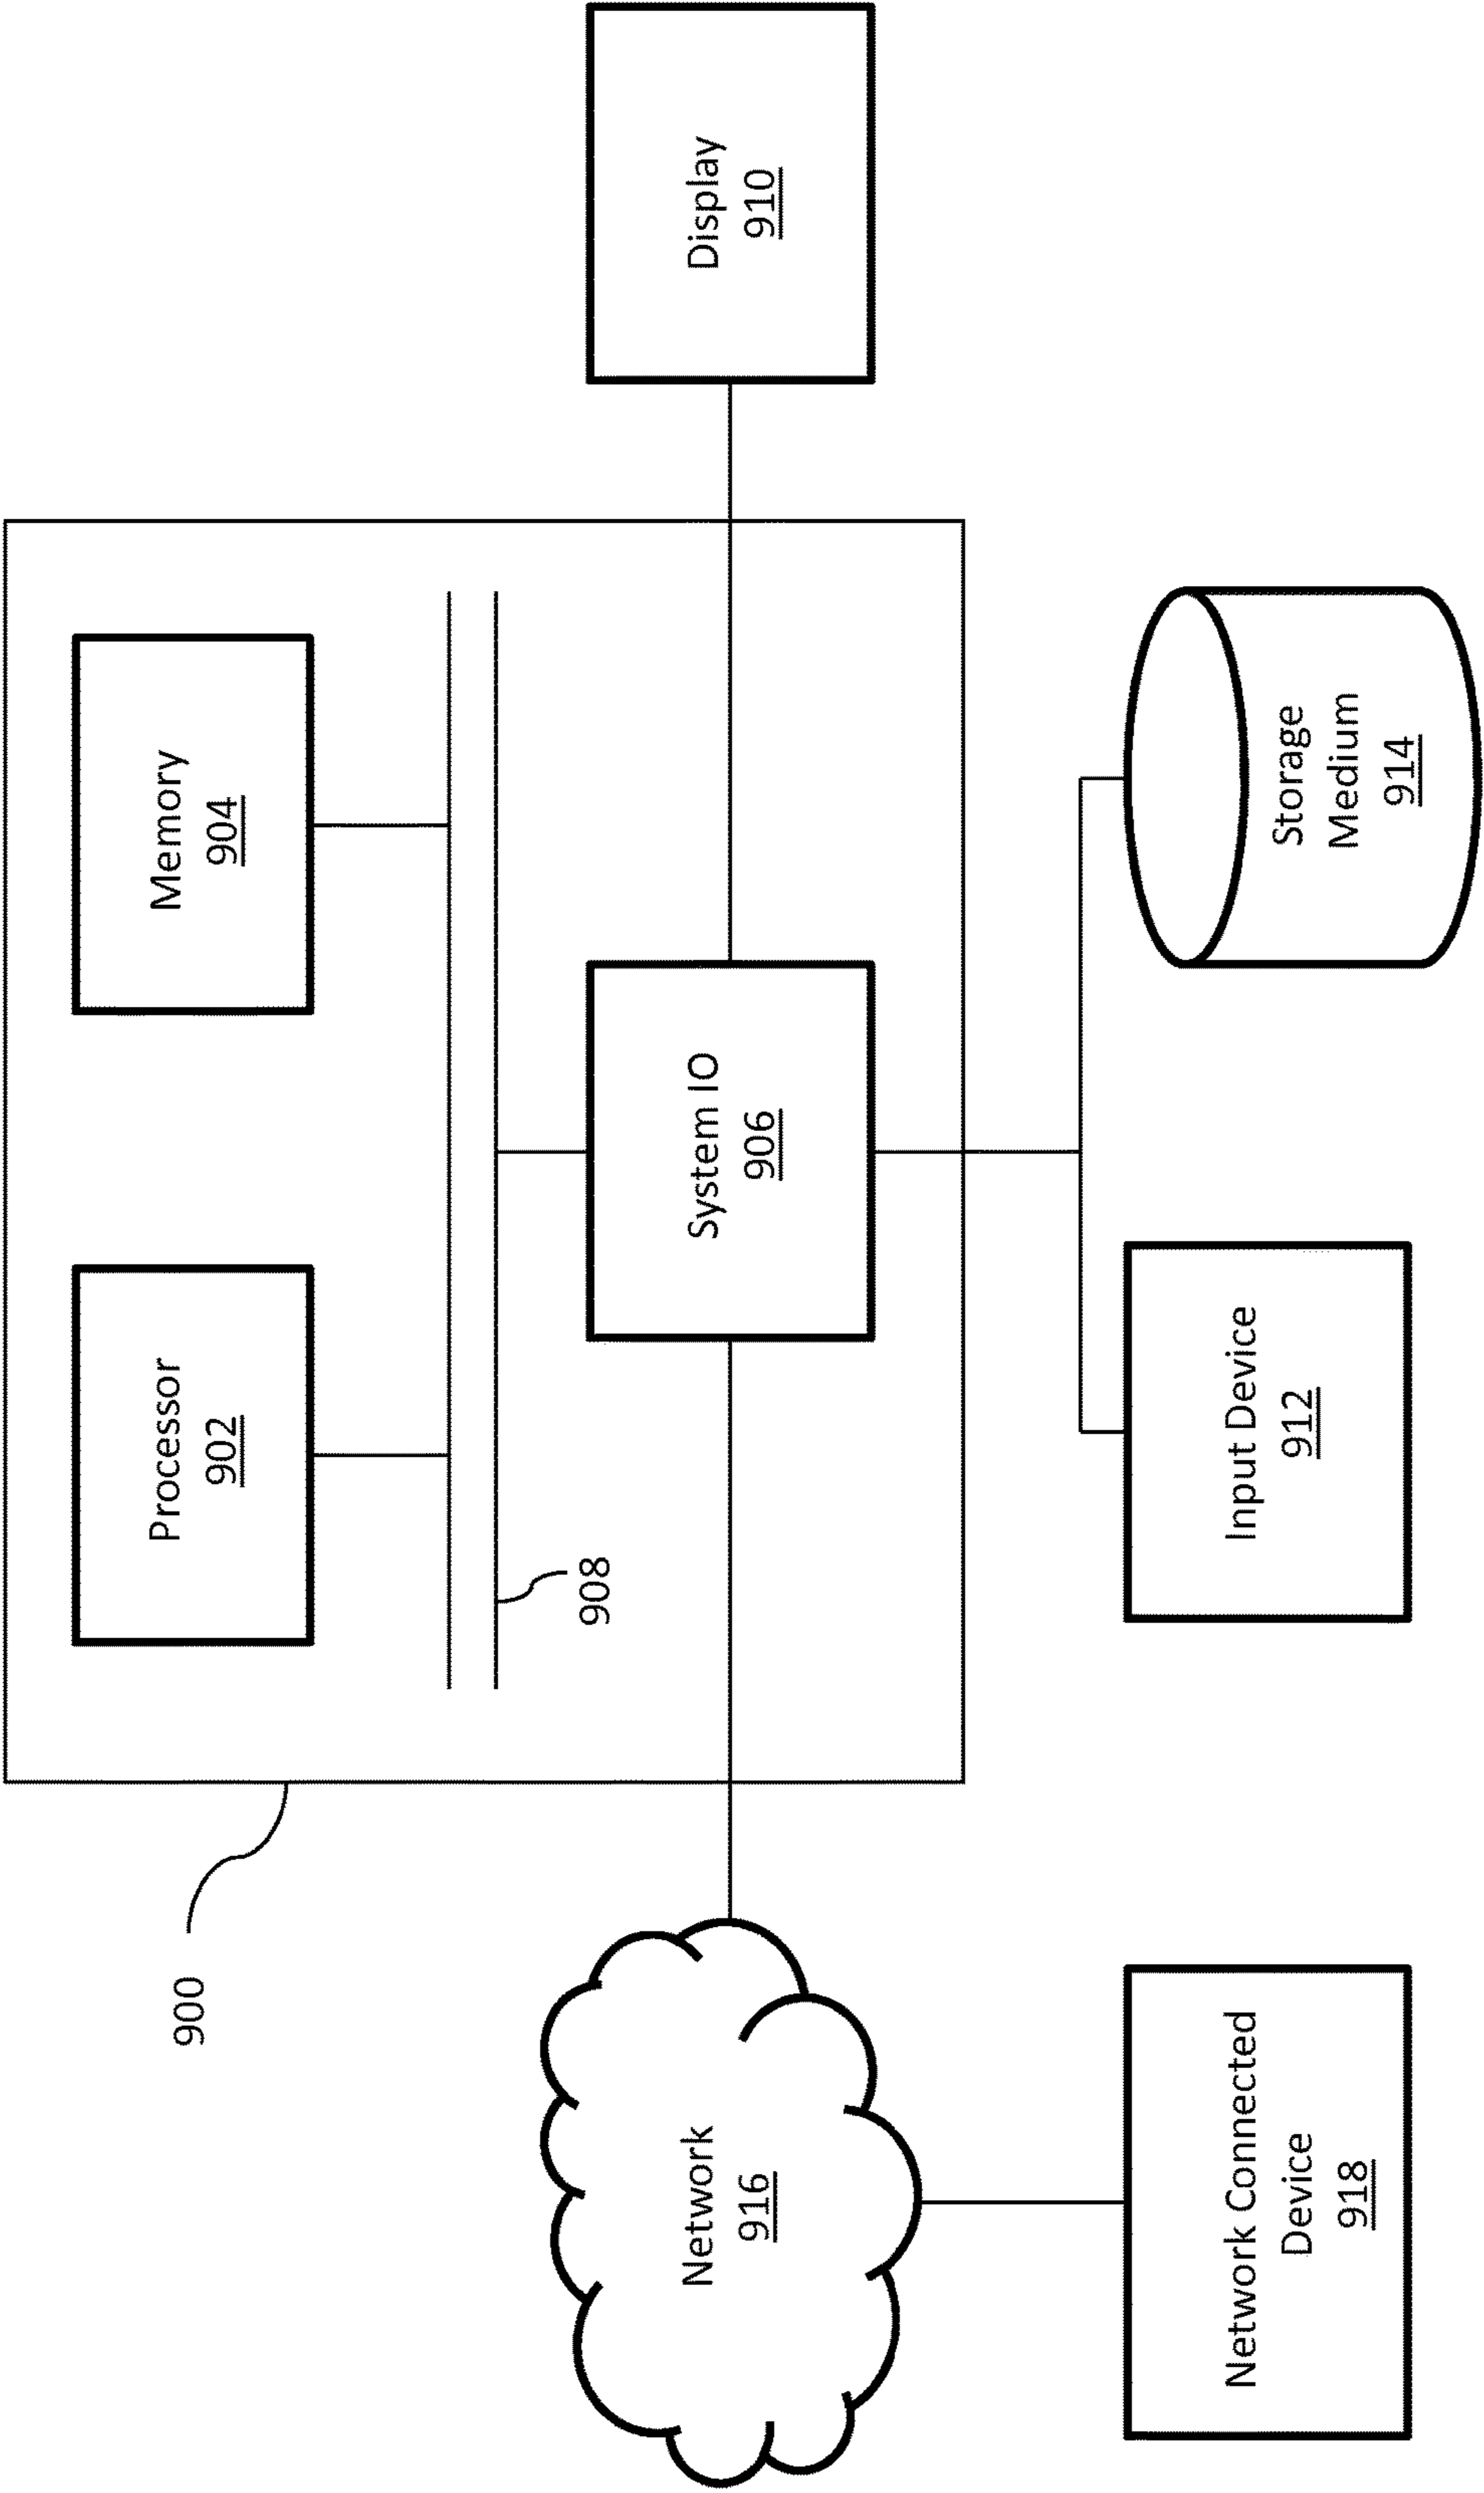 900
Processor
902
Memory
904
908
Network
916
System IO
906
Display
910
Network Connected
Device
918
Input Device
912
Storage
Medium
914